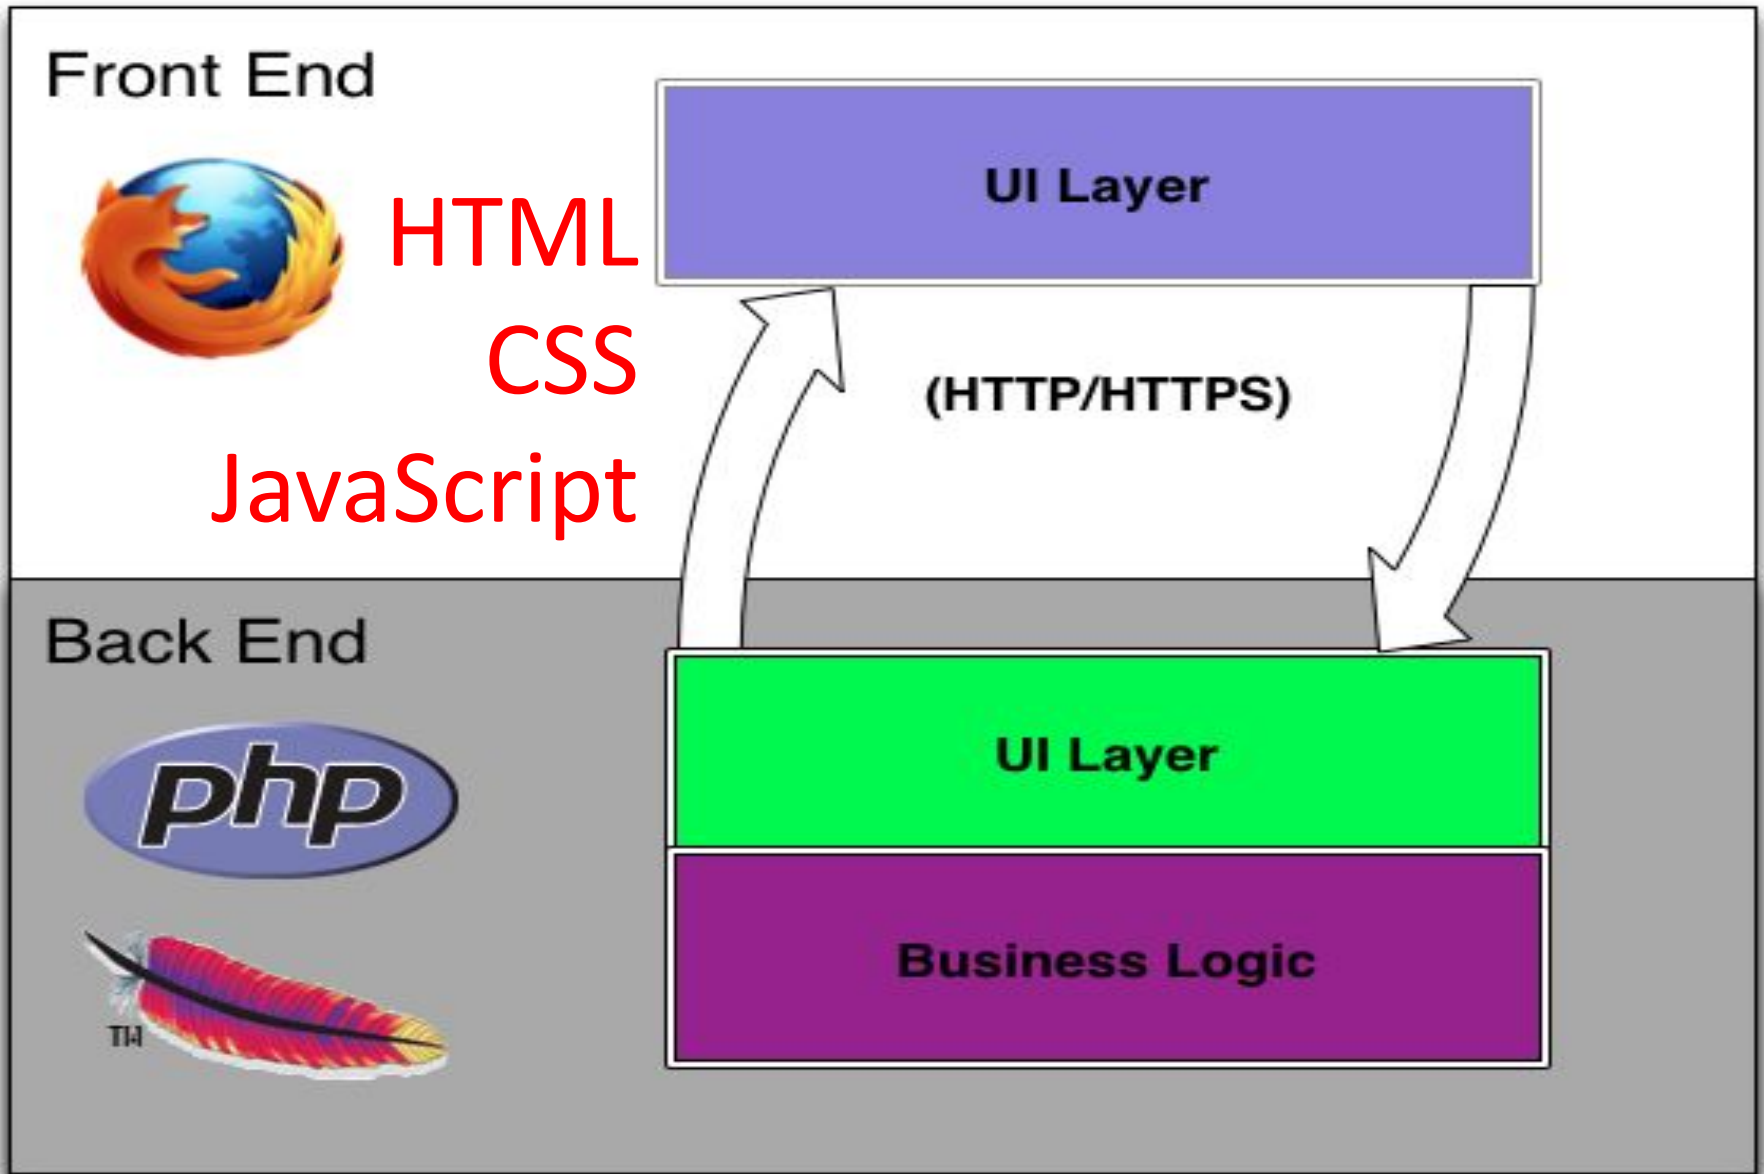 Front End
UI Layer
HTML
CSS
JavaScript
(HTTP/HTTPS)
Back End
php
UI Layer
Business Logic
TM